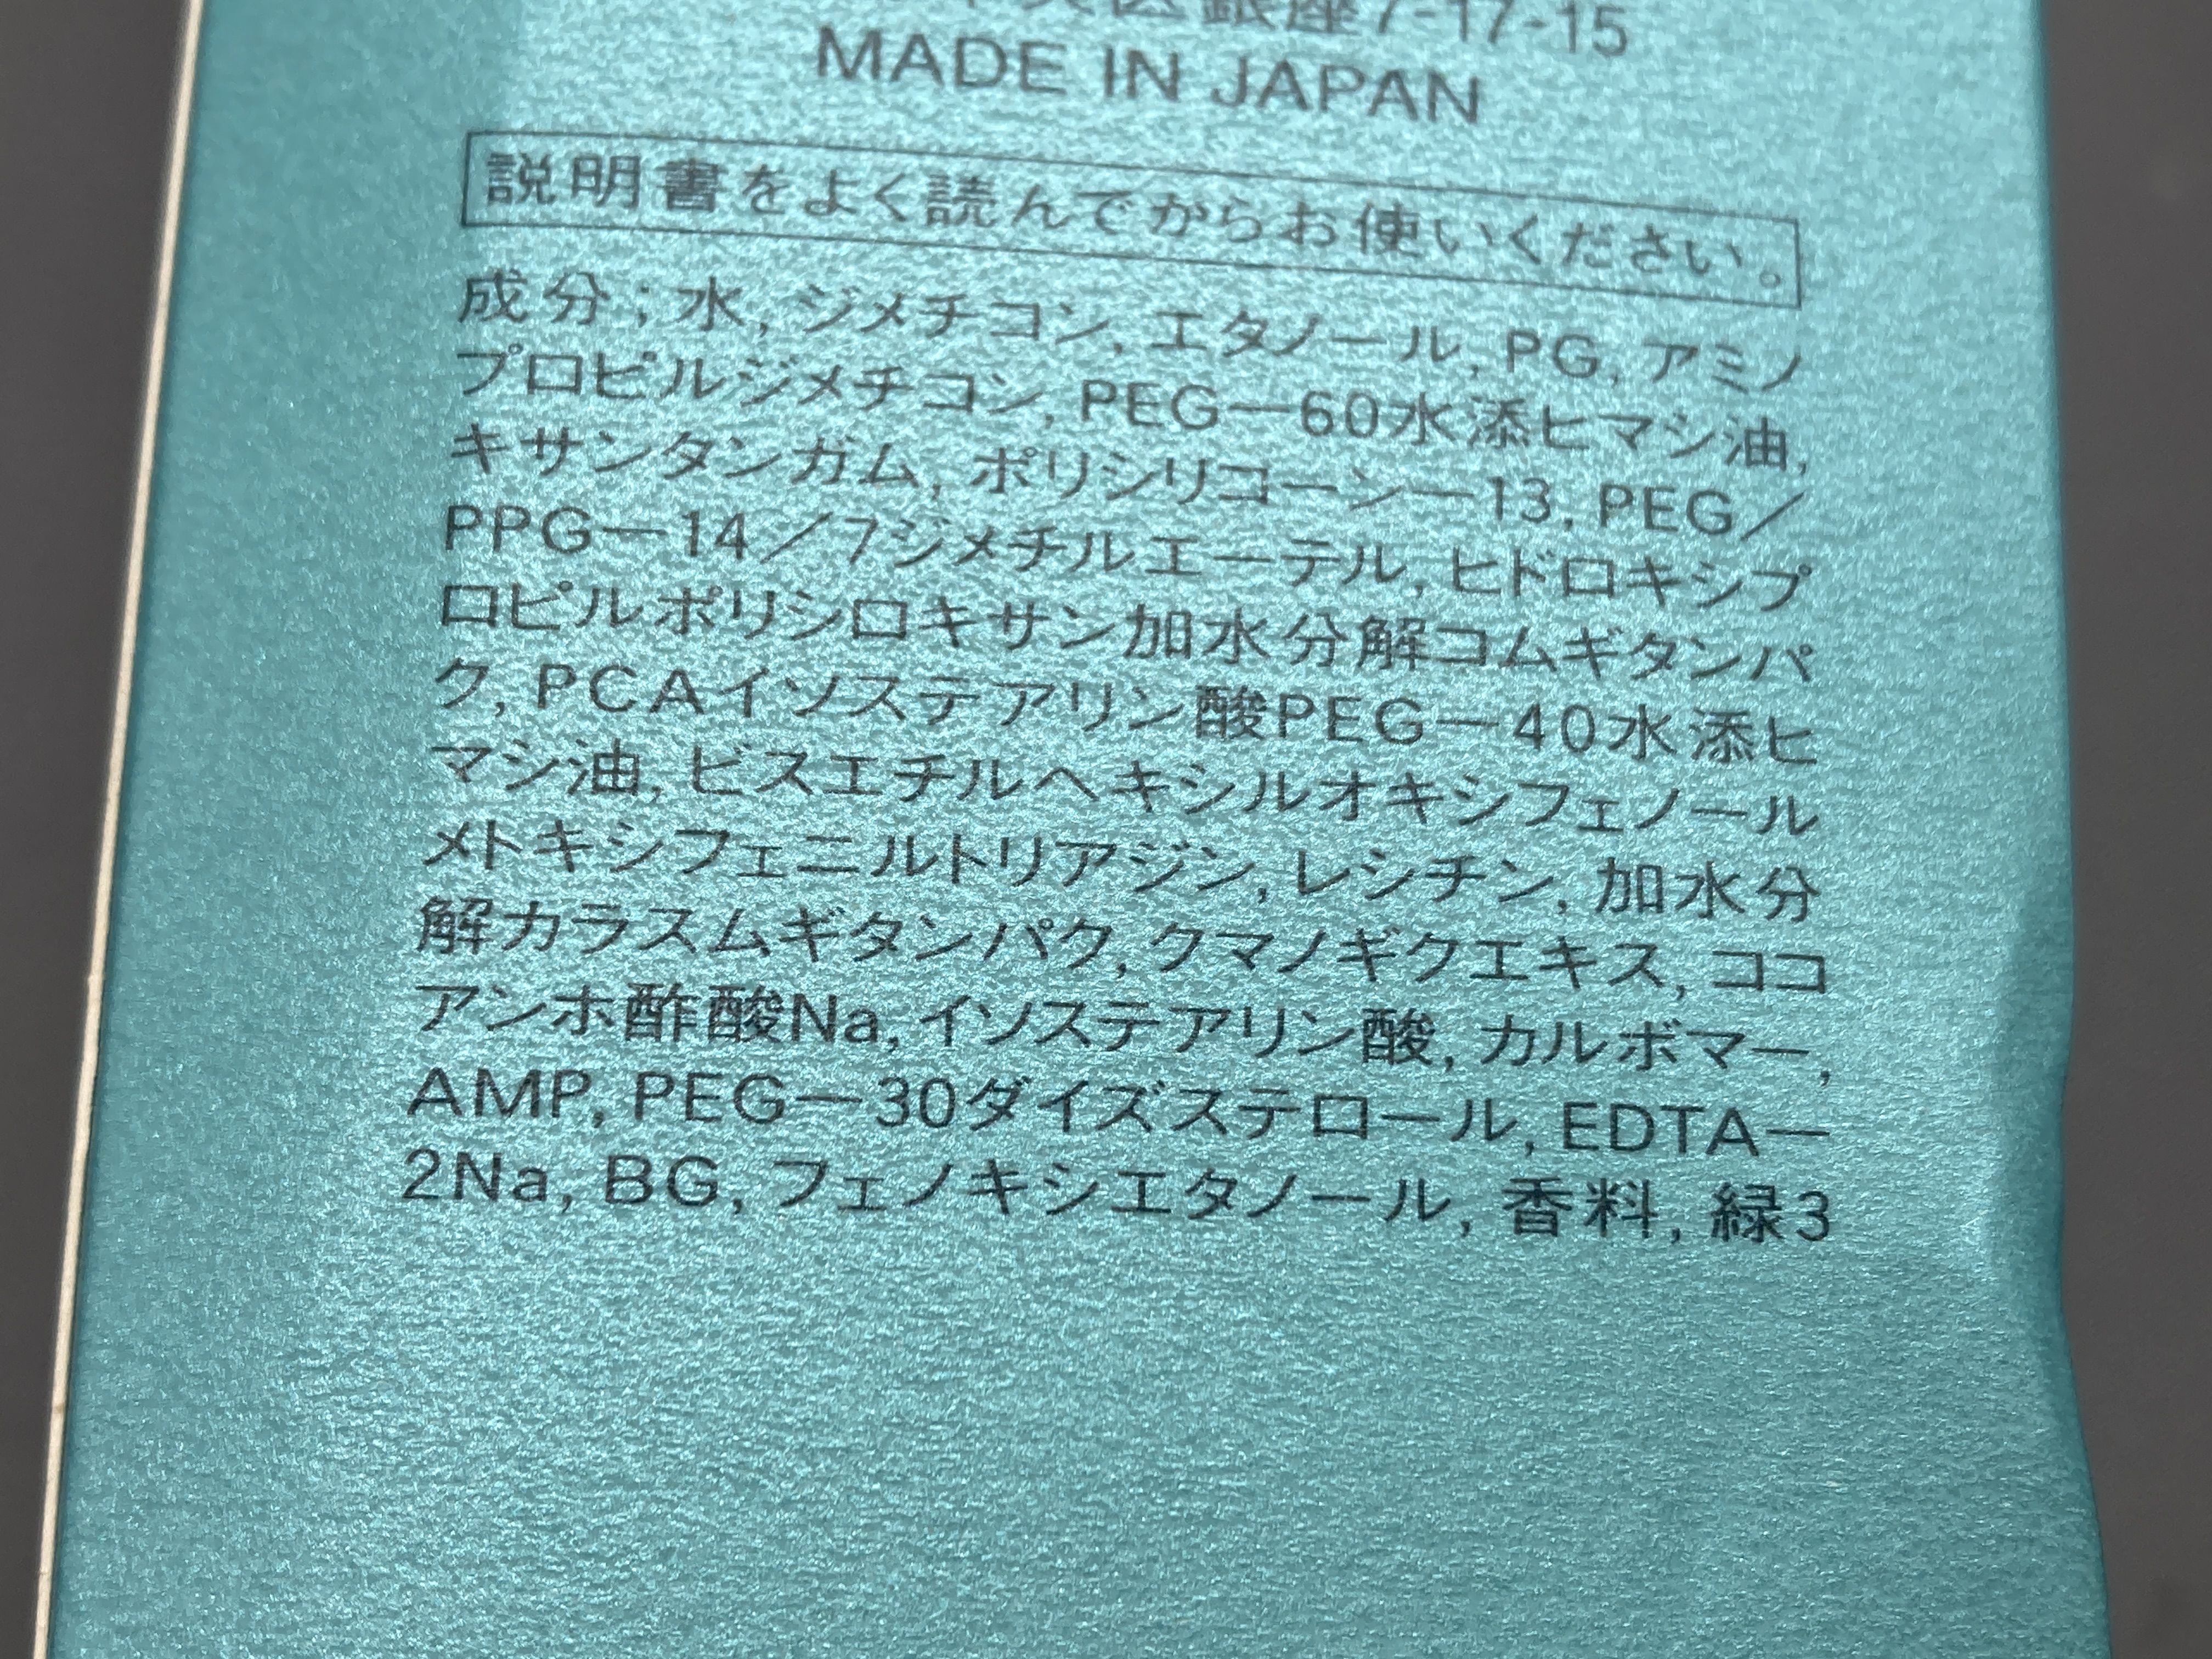 銀座7-17-15
MADE IN JAPAN
説明書をよく読んでからお使いください。
成分；水, ジメチコン, エタノール, PG, アミノ
プロピルジメチコン, PEG－60水添ヒマシ油,
キサンタンガム, ポリシリコーン－13, PEG／
PPG－14／7ジメチルエーテル, ヒドロキシプ
ロピルポリシロキサン加水分解コムギタンパ
ク, PCAイソステアリン酸PEG－40水添ヒ
マシ油, ビスエチルヘキシルオキシフェノール
メトキシフェニルトリアジン, レシチン, 加水分
解カラスムギタンパク, クマノギクエキス, ココ
アンホ酢酸Na, イソステアリン酸, カルボマー,
AMP, PEG－30ダイズステロール, EDTA－
2Na, BG, フェノキシエタノール, 香料, 緑3